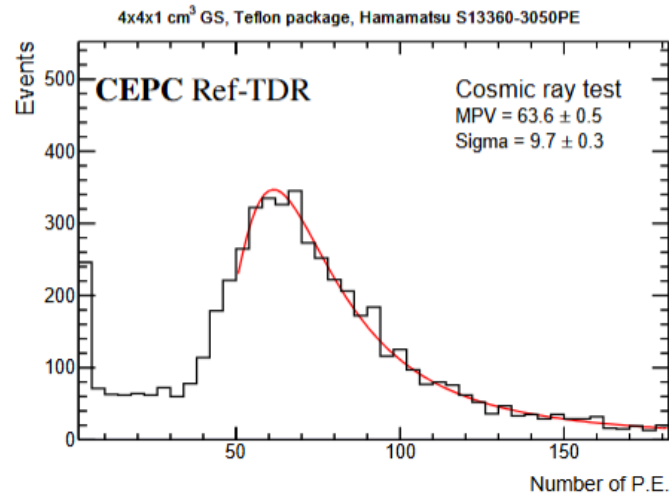 4x4x1 cm³ GS, Teflon package, Hamamatsu S13360-3050PE
Events
500
400
300
200
100
0
CEPC Ref-TDR
Cosmic ray test
MPV = 63.6 ± 0.5
Sigma = 9.7 ± 0.3
50
100
150
Number of P.E.